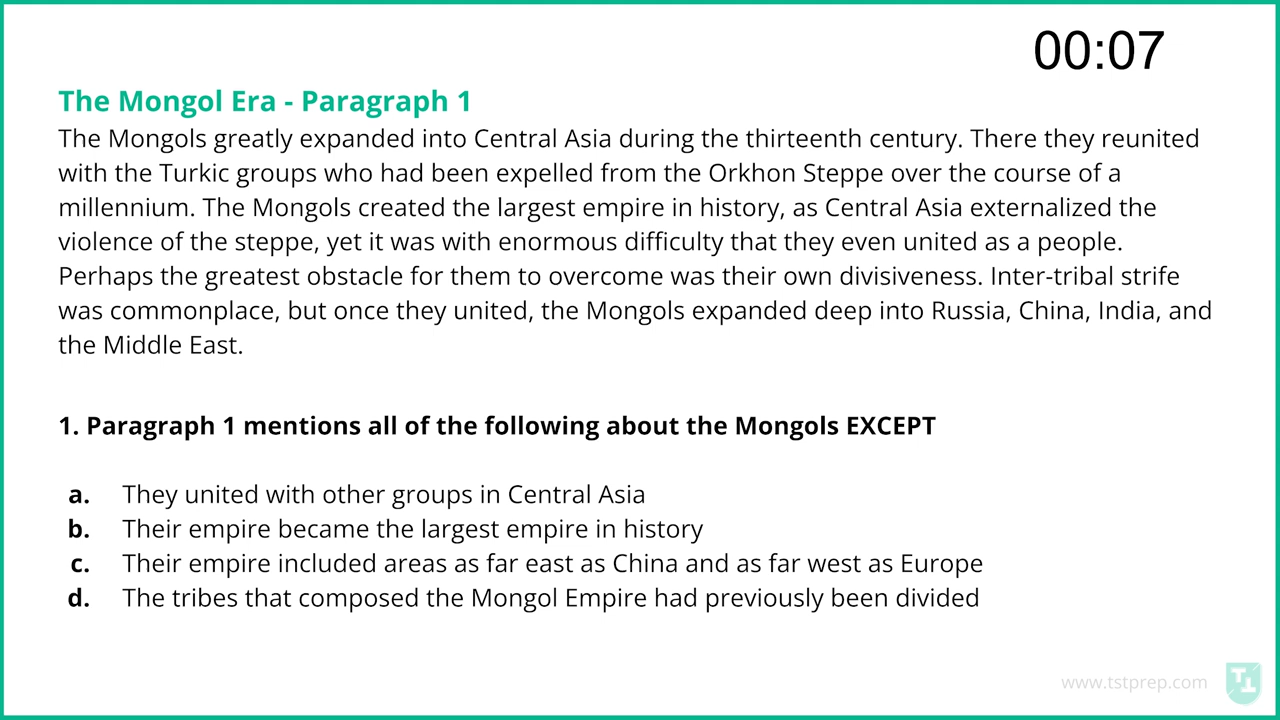 00:07
The Mongol Era - Paragraph 1
The Mongols greatly expanded into Central Asia during the thirteenth century. There they reunited
with the Turkic groups who had been expelled from the Orkhon Steppe over the course of a
millennium. The Mongols created the largest empire in history, as Central Asia externalized the
violence of the steppe, yet it was with enormous difficulty that they even united as a people.
Perhaps the greatest obstacle for them to overcome was their own divisiveness. Inter-tribal strife
was commonplace, but once they united, the Mongols expanded deep into Russia, China, India, and
the Middle East.
1. Paragraph 1 mentions all of the following about the Mongols EXCEPT
a. They united with other groups in Central Asia
b. Their empire became the largest empire in history
c. Their empire included areas as far east as China and as far west as Europe
d. The tribes that composed the Mongol Empire had previously been divided
www.tstprep.com